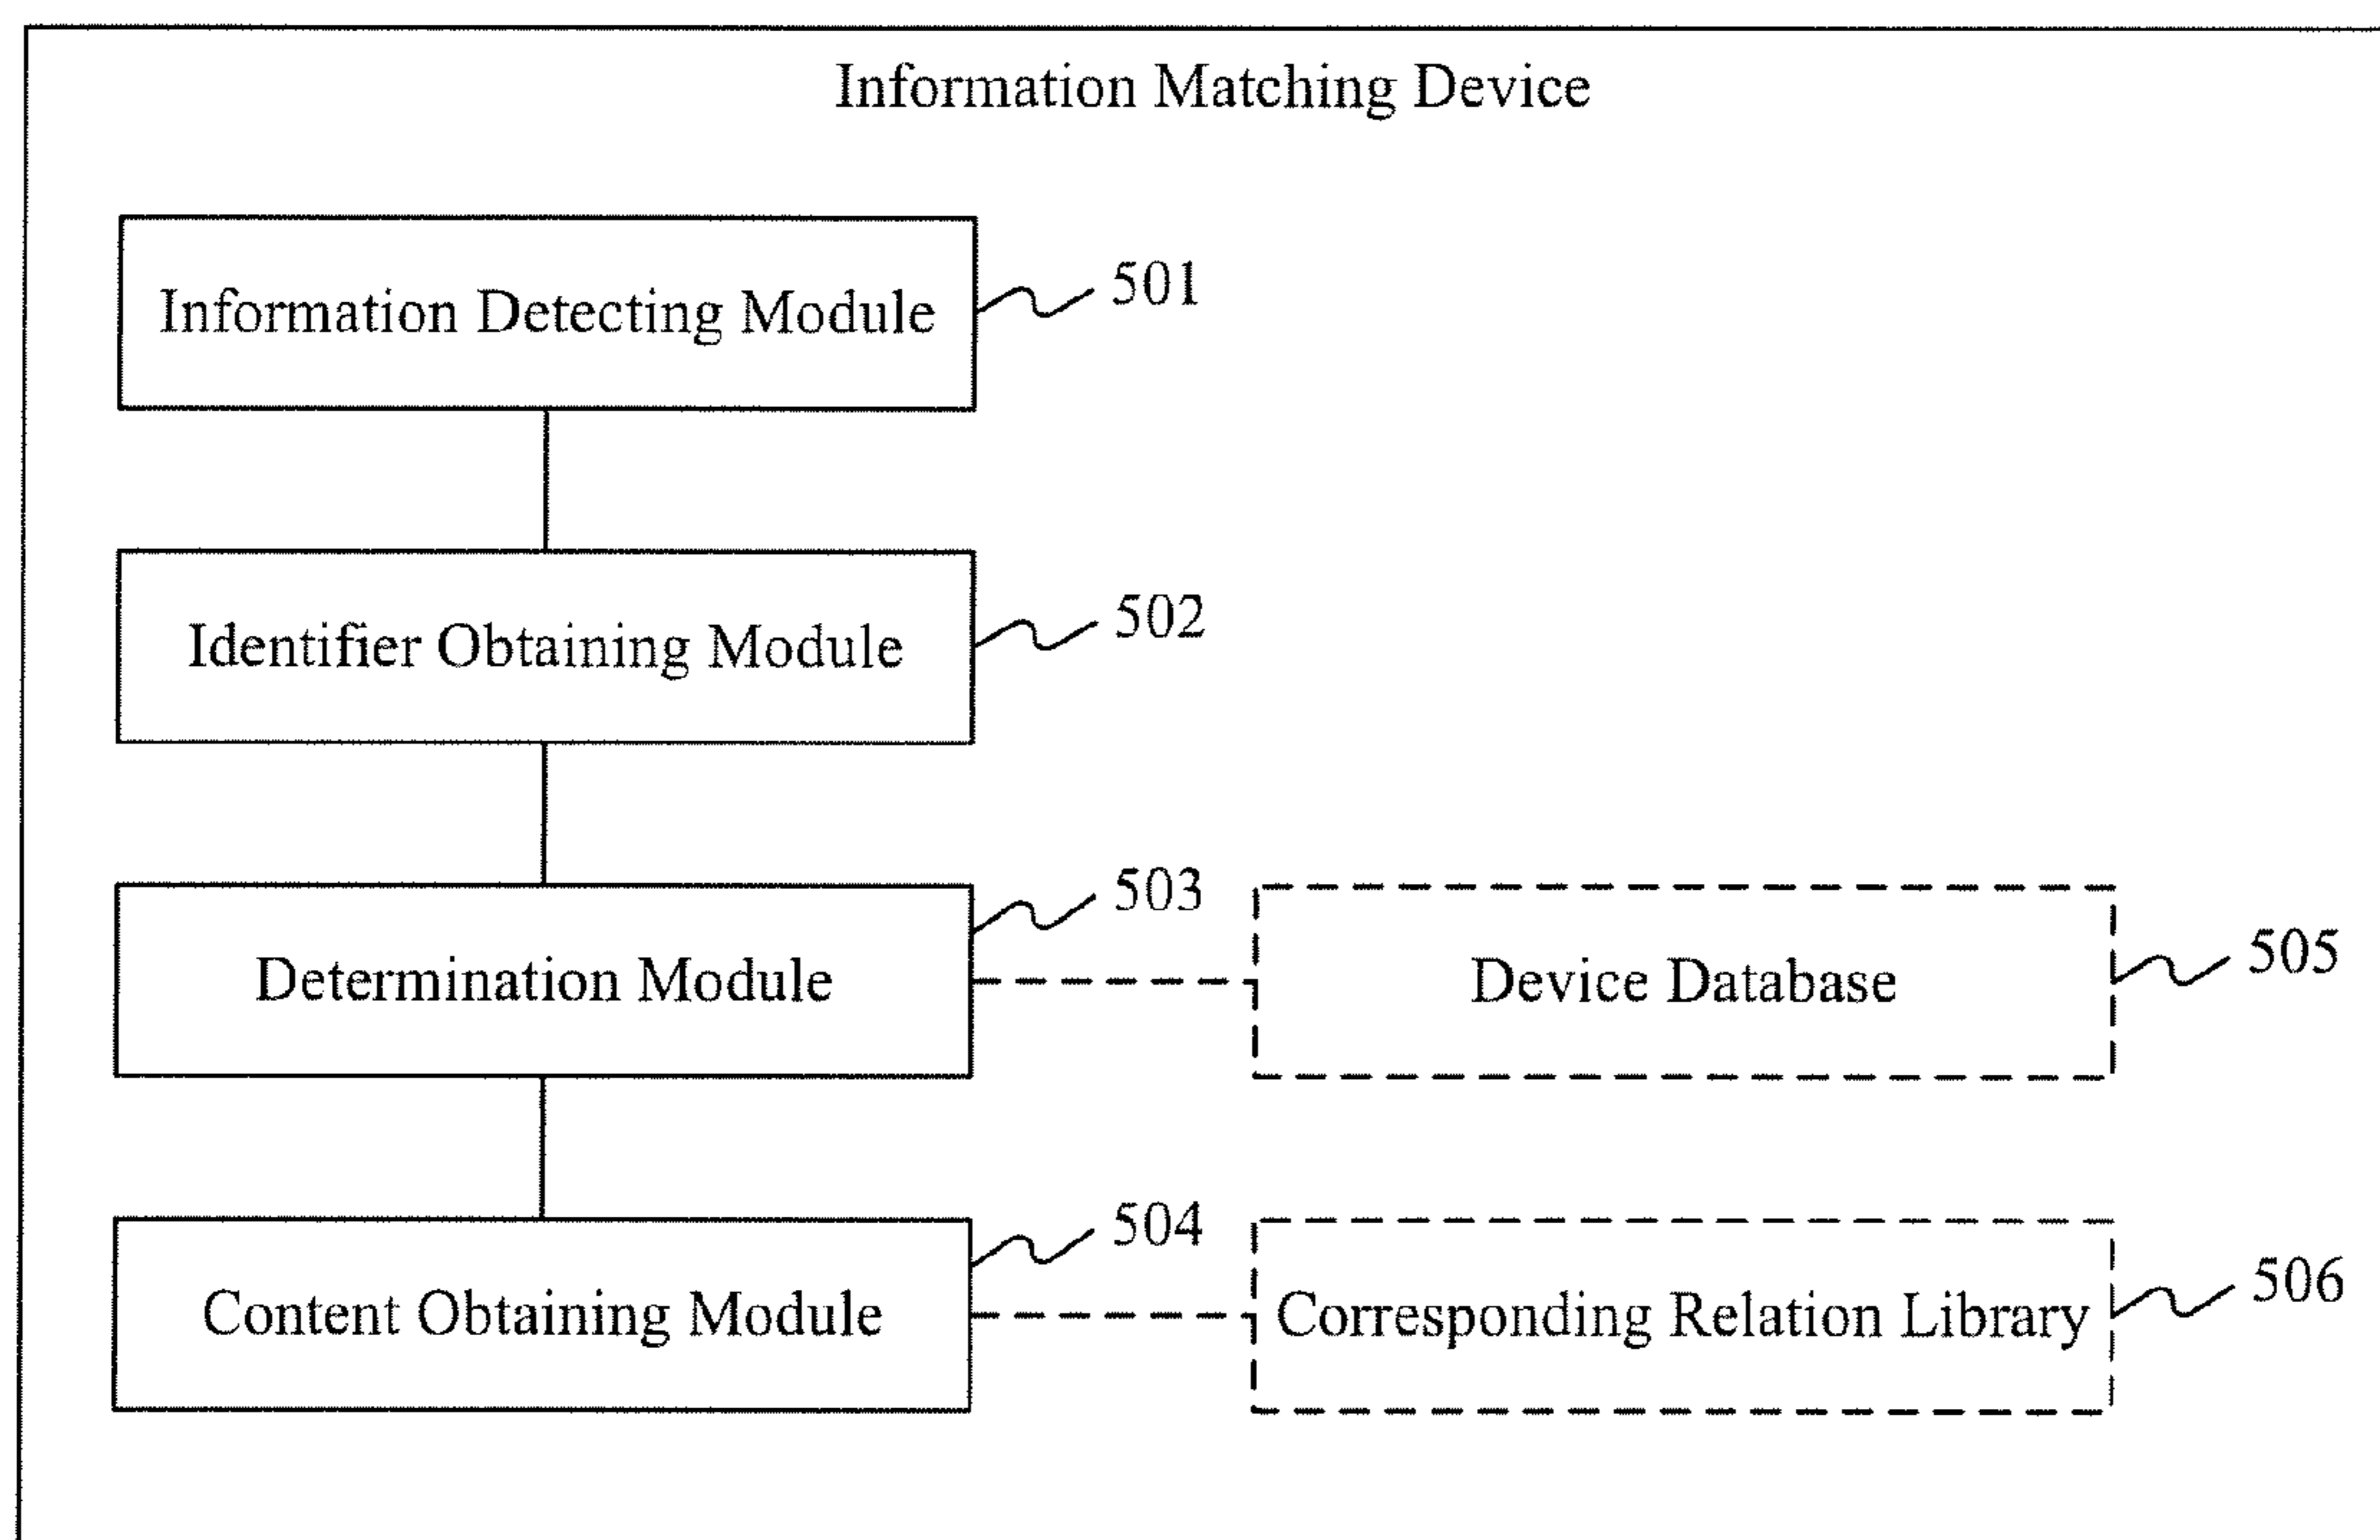 Information Matching Device
Information Detecting Module
501
Identifier Obtaining Module
502
Determination Module
503
Device Database
505
Content Obtaining Module
504
Corresponding Relation Library
506